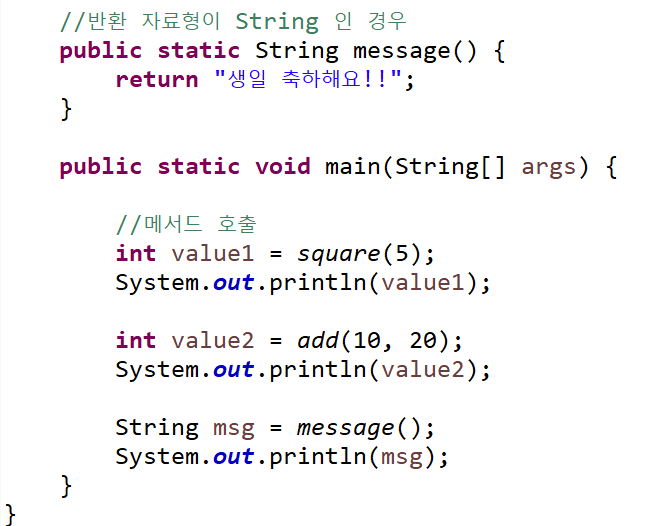 //반환 자료형이 String 인 경우
public static String message() {
return "생일 축하해요!!";
}
public static void main(String[] args) {
//메서드 호출
int value1 = square(5);
System.out.println(value1);
int value2 = add(10, 20);
System.out.println(value2);
String msg = message();
System.out.println(msg);
}
}